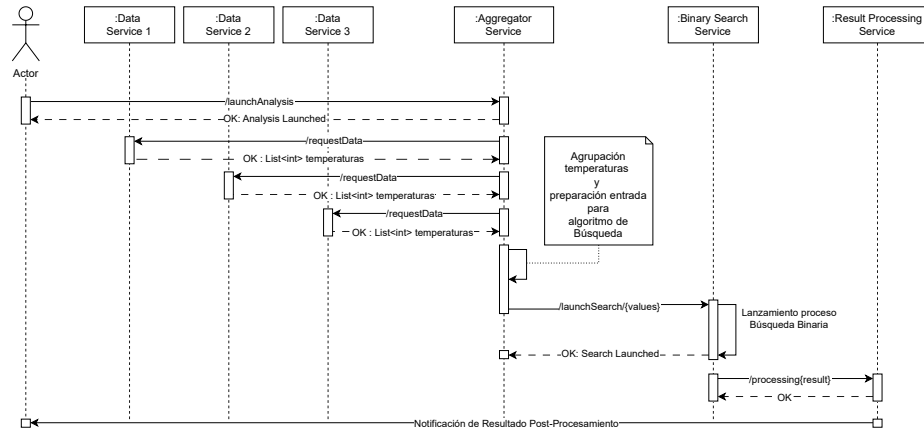 :Data
Service 1
:Data
Service 2
:Data
Service 3
:Aggregator
Service
:Binary Search
Service
:Result Processing
Service
Actor
/launchAnalysis
OK: Analysis Launched
/requestData
OK : List<int> temperaturas
/requestData
OK : List<int> temperaturas
/requestData
OK : List<int> temperaturas
Agrupación
temperaturas
y
preparación entrada
para
algoritmo de
Búsqueda
/launchSearch/{values}
Lanzamiento proceso
Búsqueda Binaria
OK: Search Launched
/processing{result}
OK
Notificación de Resultado Post-Procesamiento